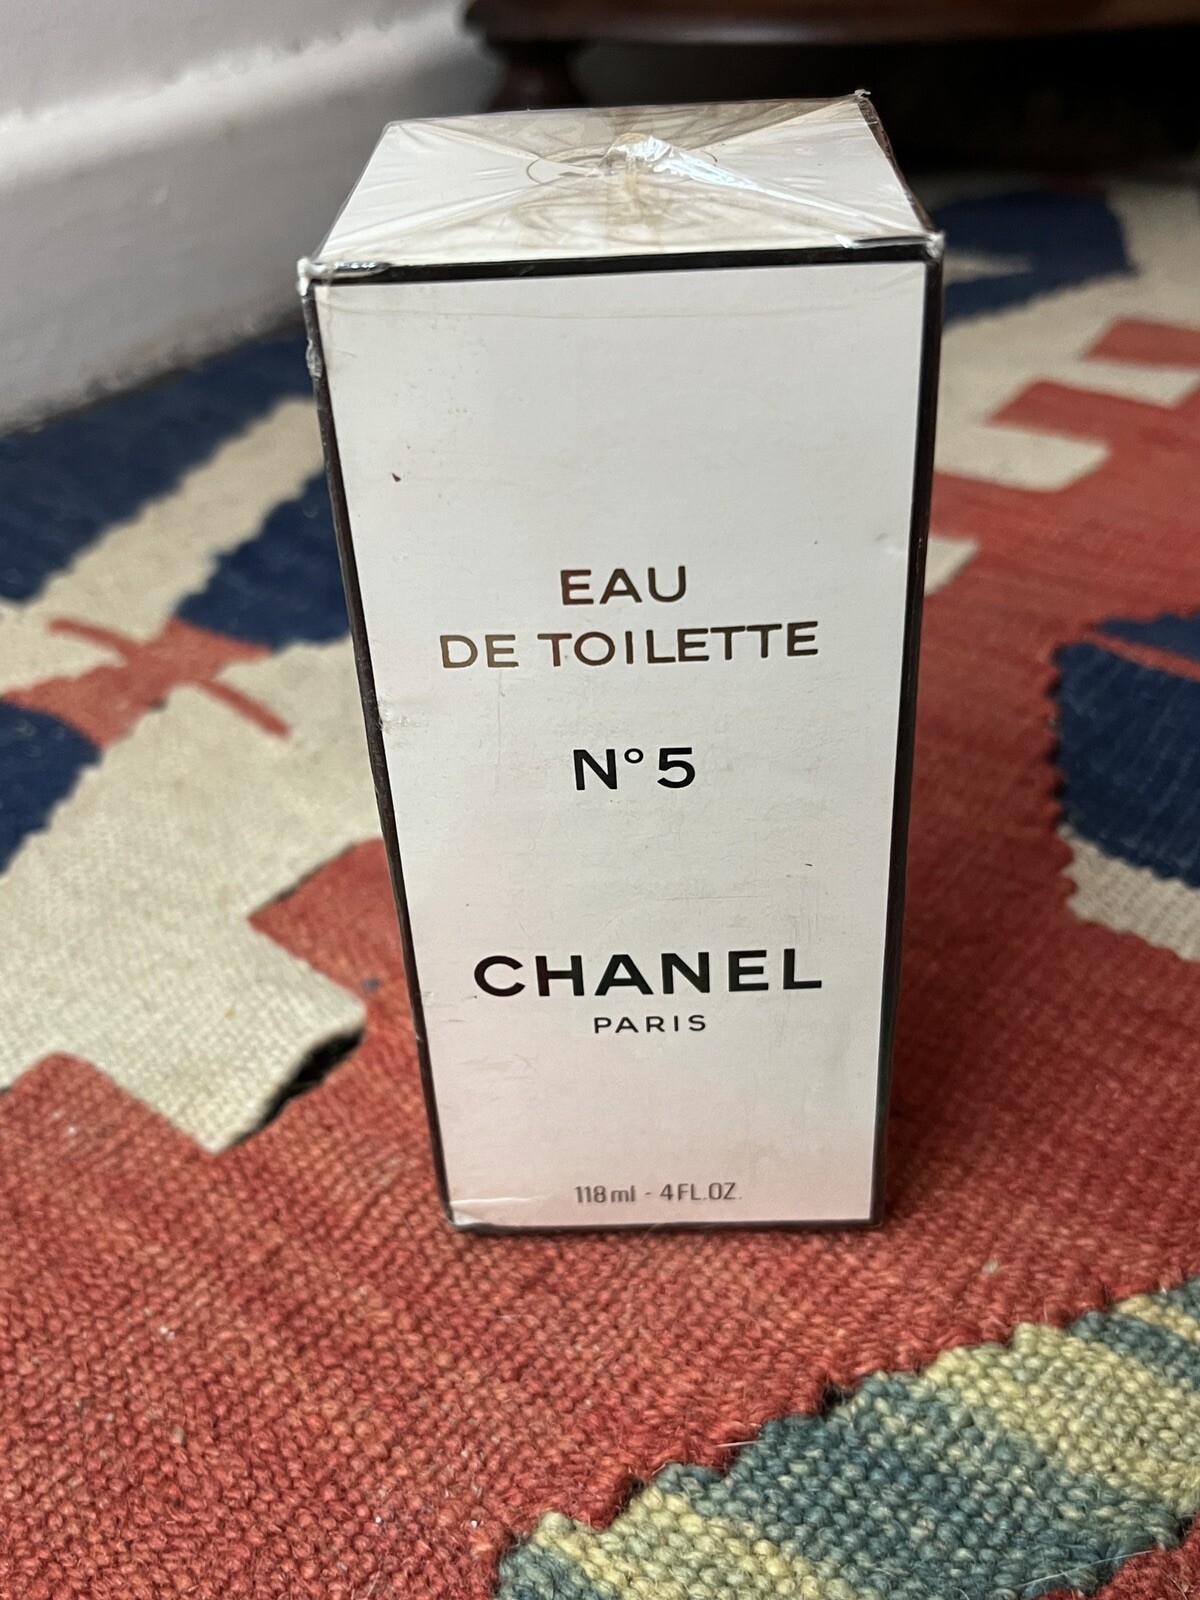 EAU
DE TOILETTE
N°5
CHANEL
PARIS
118 ml - 4 FL.OZ.